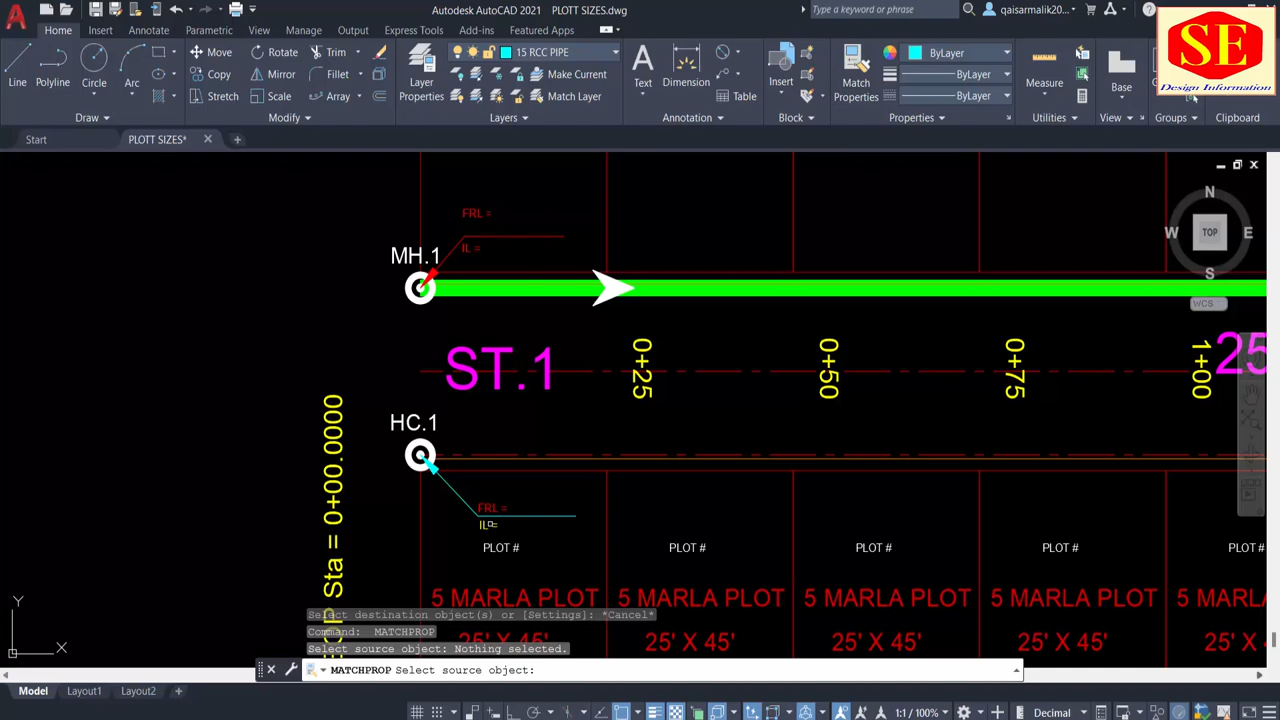 Autodesk AutoCAD 2021 PLOTT SIZES.dwg
Type a keyword or phrase
qaisarmalik20...
SE
Design Information
Home Insert Annotate Parametric View Manage Output Express Tools Add-ins Featured Apps
Line Polyline Circle Arc
Move Rotate Trim
Copy Mirror Fillet
Stretch Scale Array
Layer Properties
15 RCC PIPE
Make Current
Match Layer
Text Dimension
Table
Insert
Match Properties
ByLayer
ByLayer
ByLayer
Measure
Base
Draw Modify Layers Annotation Block Properties Utilities View Groups Clipboard
Start PLOTT SIZES*
N
W TOP E
S
WCS
FRL =
IL =
MH.1
ST.1
0+25 0+50 0+75 1+00
25
HC.1
Sta = 0+00.0000
FRL =
IL =
PLOT # PLOT # PLOT # PLOT # PLOT #
5 MARLA PLOT 5 MARLA PLOT 5 MARLA PLOT 5 MARLA PLOT 5 MA
25' X 45' 25' X 45' 25' X 45' 25' X 45' 25' X
Select destination object(s) or [Settings]: *Cancel*
Command: MATCHPROP
Select source object: Nothing selected.
MATCHPROP Select source object:
Y
X
Model Layout1 Layout2
1:1 / 100% Decimal